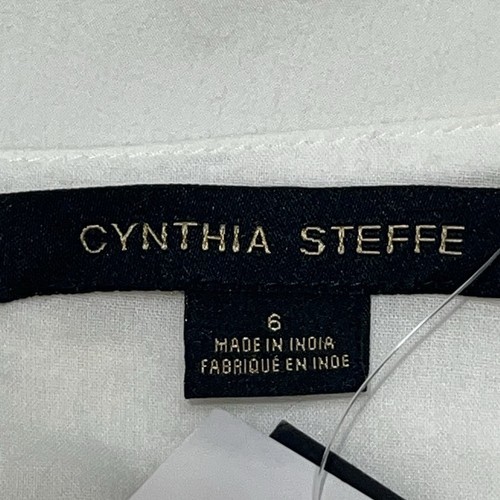 CYNTHIA STEFFE
6
MADE IN INDIA
FABRIQUÉ EN INDE